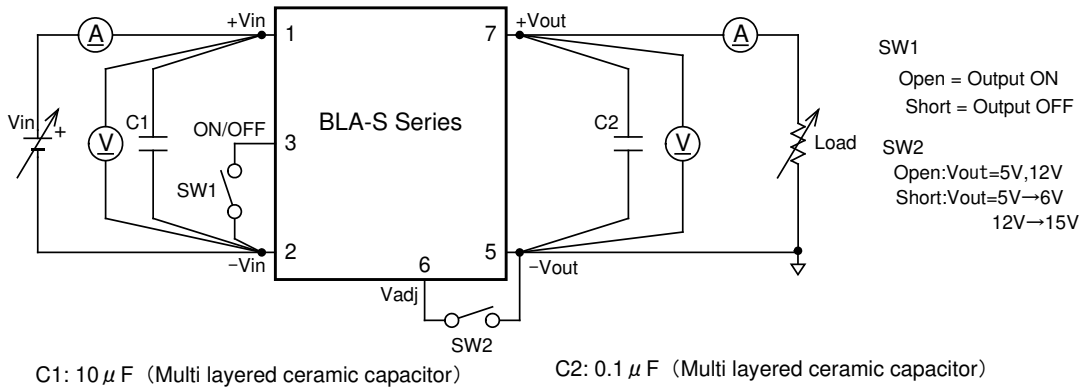 +Vin
1
7
+Vout
A
A
SW1
Open = Output ON
Short = Output OFF
SW2
Open:Vout=5V,12V
Short:Vout=5V→6V
12V→15V
Vin
+
V
C1
ON/OFF
3
BLA-S Series
C2
V
Load
SW1
2
−Vin
5
−Vout
6
Vadj
SW2
C1: 10μF (Multi layered ceramic capacitor)
C2: 0.1μF (Multi layered ceramic capacitor)